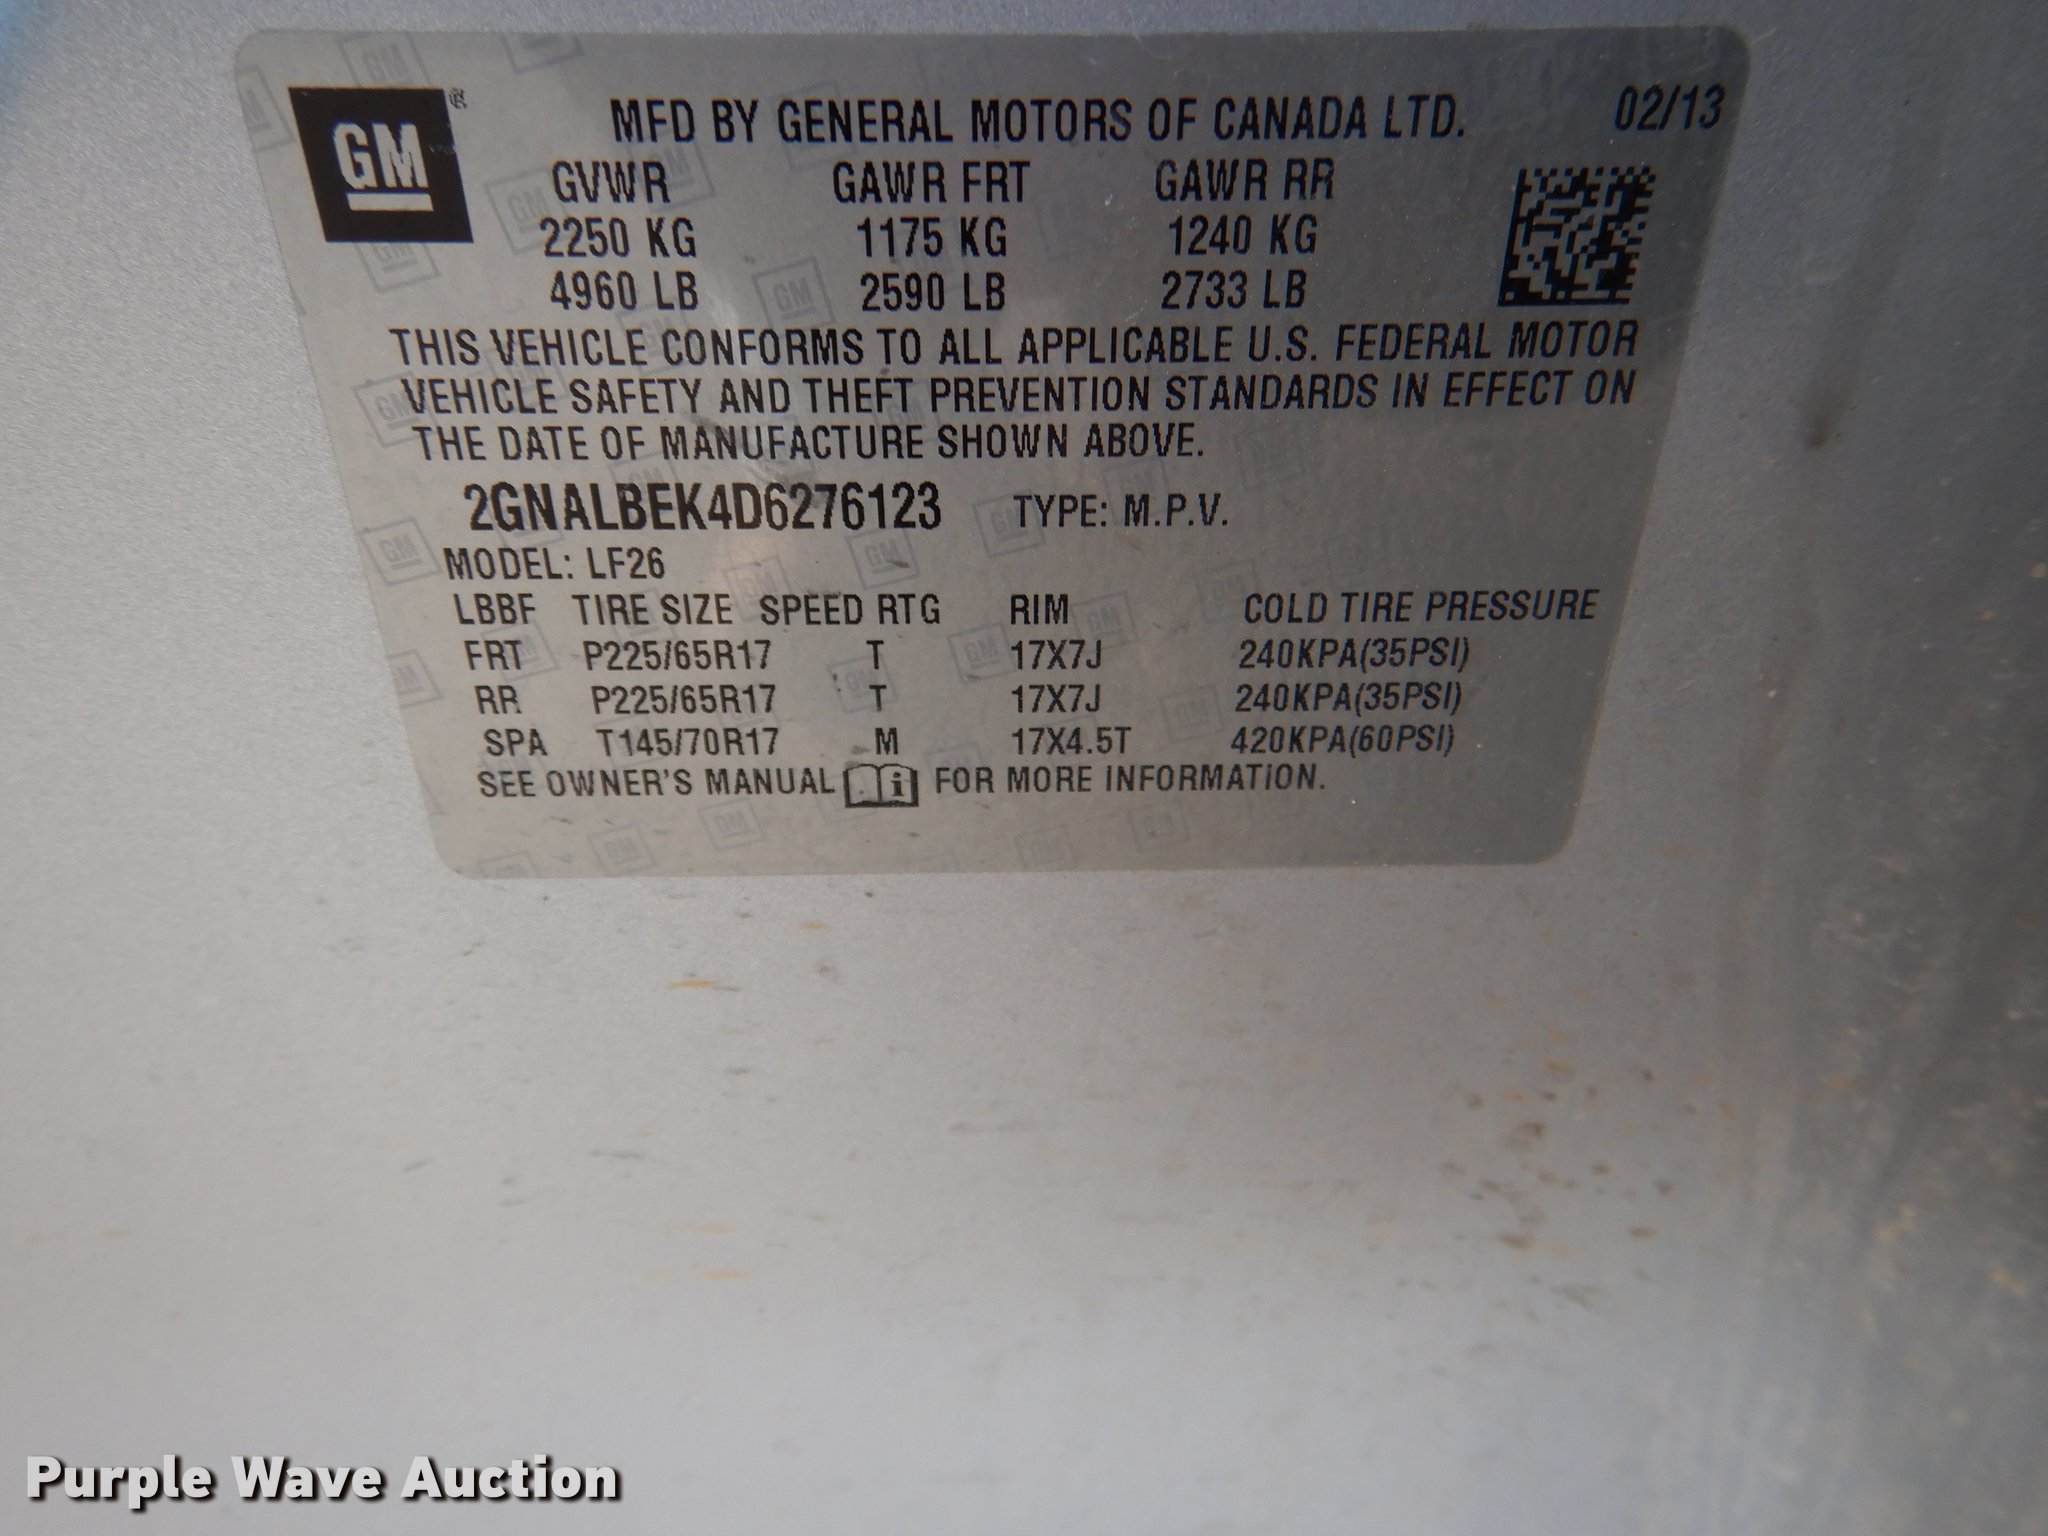 GM®
MFD BY GENERAL MOTORS OF CANADA LTD. 02/13
GVWR GAWR FRT GAWR RR
2250 KG 1175 KG 1240 KG
4960 LB 2590 LB 2733 LB
THIS VEHICLE CONFORMS TO ALL APPLICABLE U.S. FEDERAL MOTOR
VEHICLE SAFETY AND THEFT PREVENTION STANDARDS IN EFFECT ON
THE DATE OF MANUFACTURE SHOWN ABOVE.
2GNALBEK4D6276123 TYPE: M.P.V.
MODEL: LF26
LBBF TIRE SIZE SPEED RTG RIM COLD TIRE PRESSURE
FRT P225/65R17 T 17X7J 240KPA(35PSI)
RR P225/65R17 T 17X7J 240KPA(35PSI)
SPA T145/70R17 M 17X4.5T 420KPA(60PSI)
SEE OWNER'S MANUAL i FOR MORE INFORMATION.
Purple Wave Auction